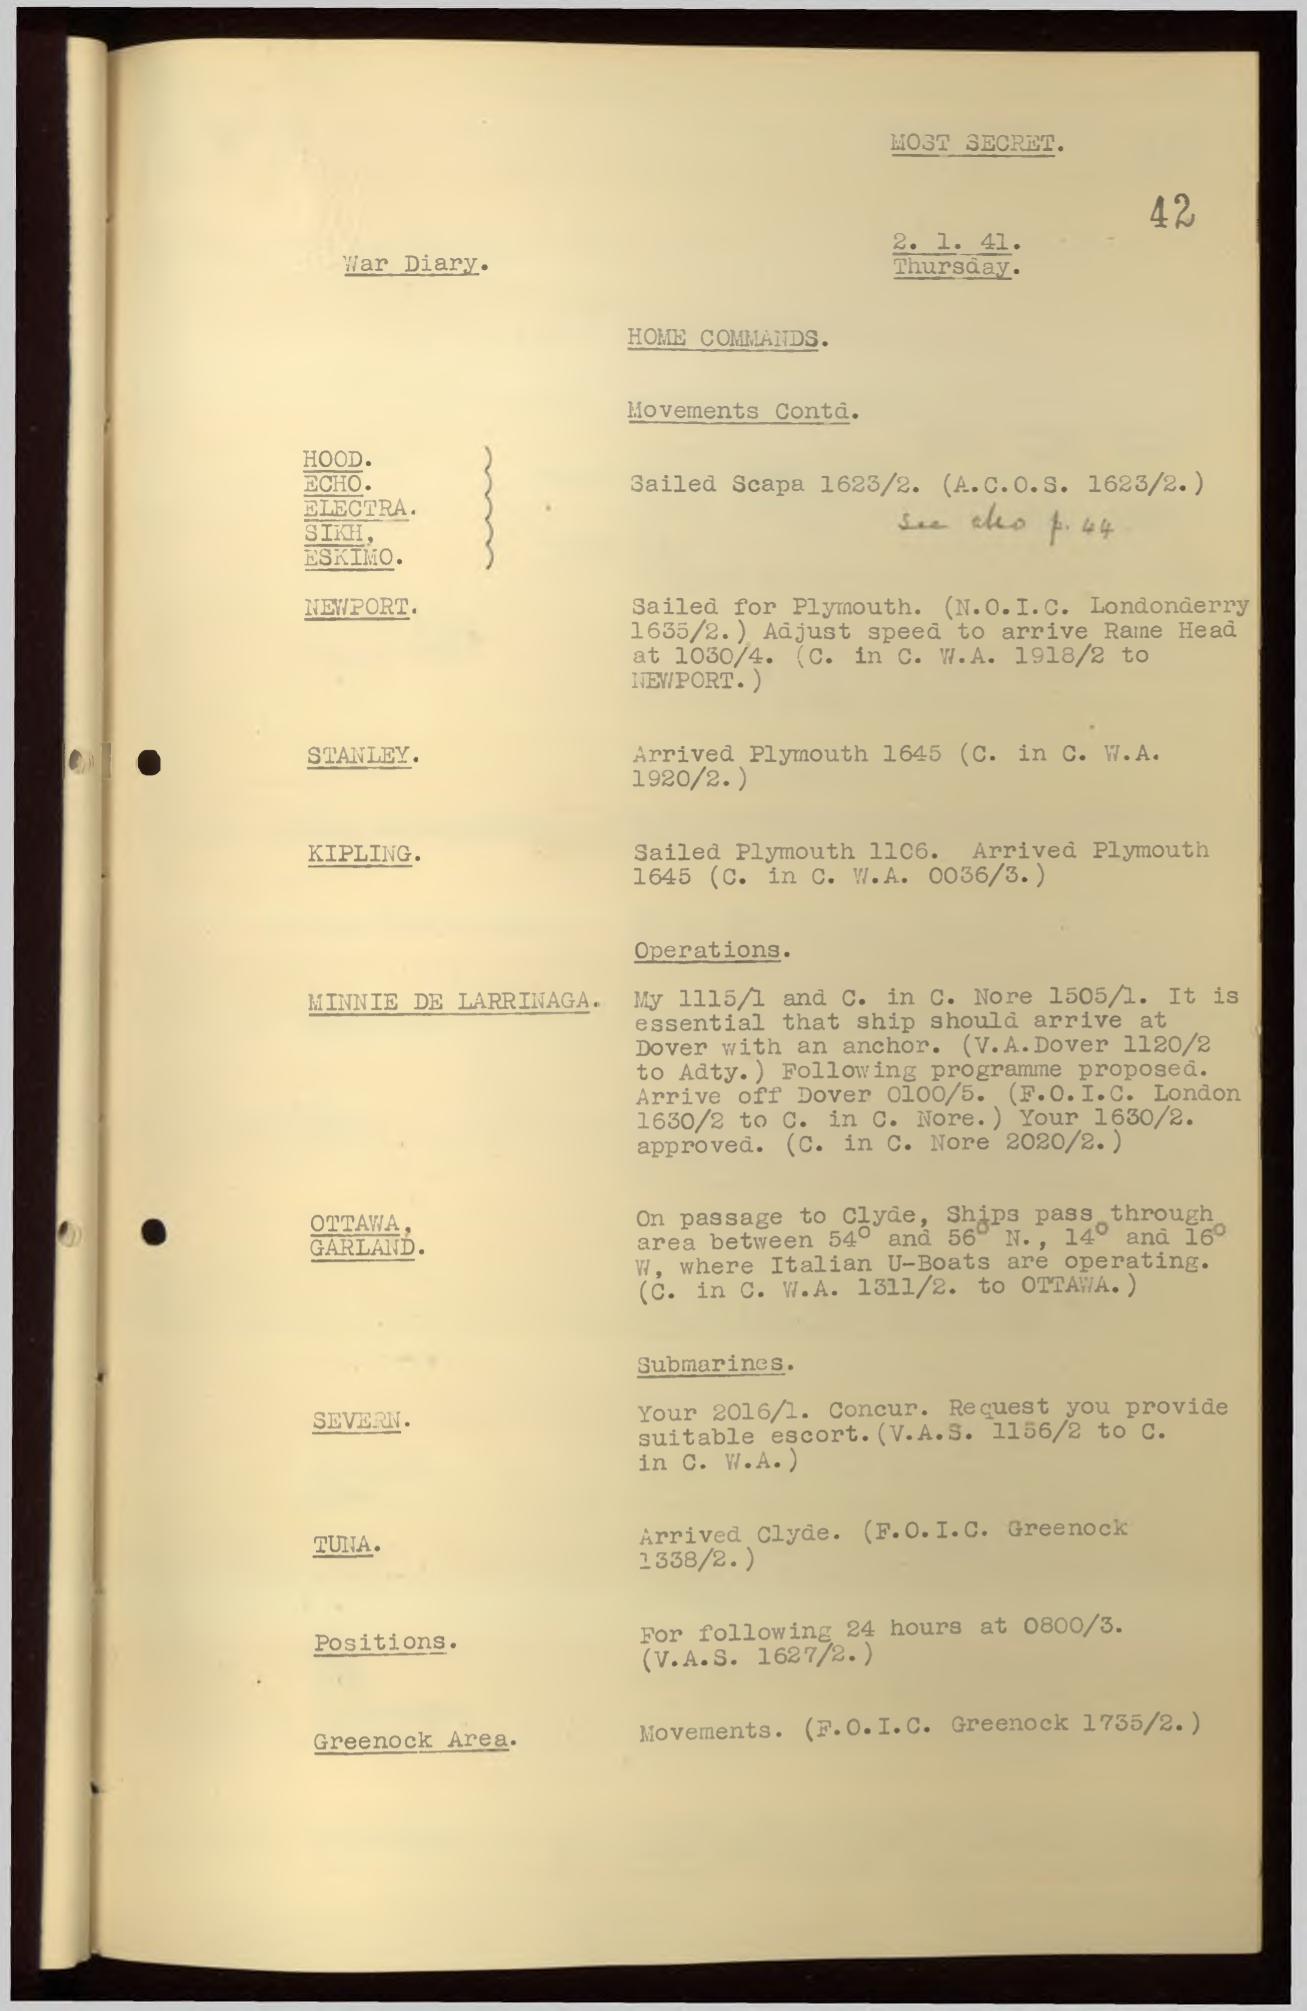 MOST SECRET.
42
2. 1. 41.
War Diary.
Thursday.
HOME COMMANDS.
Movements Contd.
HOOD.
ECHO.
ELECTRA.
SIKH,
ESKIMO.
Sailed Scapa 1623/2. (A.C.O.S. 1623/2.)
see also p. 44
NEWPORT.
Sailed for Plymouth. (N.O.I.C. Londonderry
1635/2.) Adjust speed to arrive Rame Head
at 1030/4. (C. in C. W.A. 1918/2 to
NEWPORT.)
STANLEY.
Arrived Plymouth 1645 (C. in C. W.A.
1920/2.)
KIPLING.
Sailed Plymouth 11C6. Arrived Plymouth
1645 (C. in C. W.A. 0036/3.)
Operations.
MINNIE DE LARRINAGA.
My 1115/1 and C. in C. Nore 1505/1. It is
essential that ship should arrive at
Dover with an anchor. (V.A.Dover 1120/2
to Adty.) Following programme proposed.
Arrive off Dover 0100/5. (F.O.I.C. London
1630/2 to C. in C. Nore.) Your 1630/2.
approved. (C. in C. Nore 2020/2.)
OTTAWA,
GARLAND.
On passage to Clyde, Ships pass through
area between 54° and 56° N., 14° and 16°
W, where Italian U-Boats are operating.
(C. in C. W.A. 1311/2. to OTTAWA.)
Submarines.
SEVERN.
Your 2016/1. Concur. Request you provide
suitable escort.(V.A.S. 1156/2 to C.
in C. W.A.)
TUNA.
Arrived Clyde. (F.O.I.C. Greenock
1338/2.)
Positions.
For following 24 hours at 0800/3.
(V.A.S. 1627/2.)
Greenock Area.
Movements. (F.O.I.C. Greenock 1735/2.)